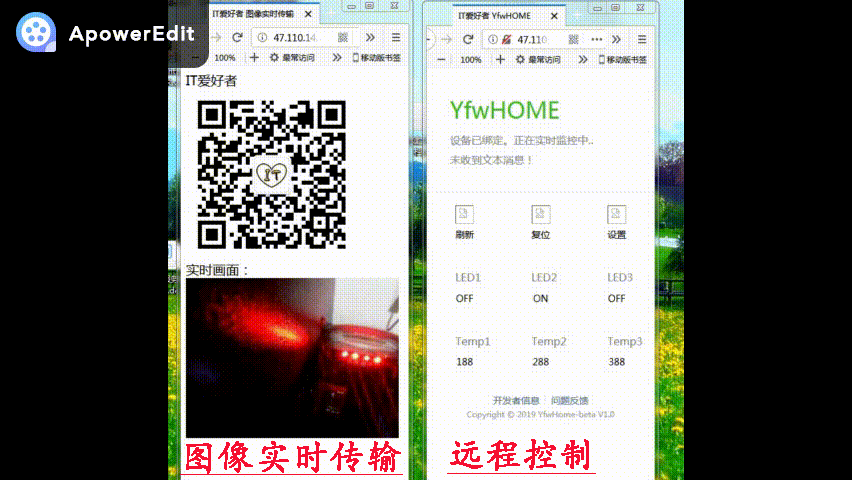 ApowerEdit
IT爱好者 图像实时传输
47.110.14
100%
最常访问
移动版书签
IT爱好者
IT
实时画面：
图像实时传输
IT爱好者 YfwHOME
47.110
100%
最常访问
移动版书签
YfwHOME
设备已绑定。正在实时监控中..
未收到文本消息！
刷新 复位 设置
LED1 LED2 LED3
OFF ON OFF
Temp1 Temp2 Temp3
188 288 388
开发者信息 问题反馈
Copyright © 2019 YfwHome-beta V1.0
远程控制